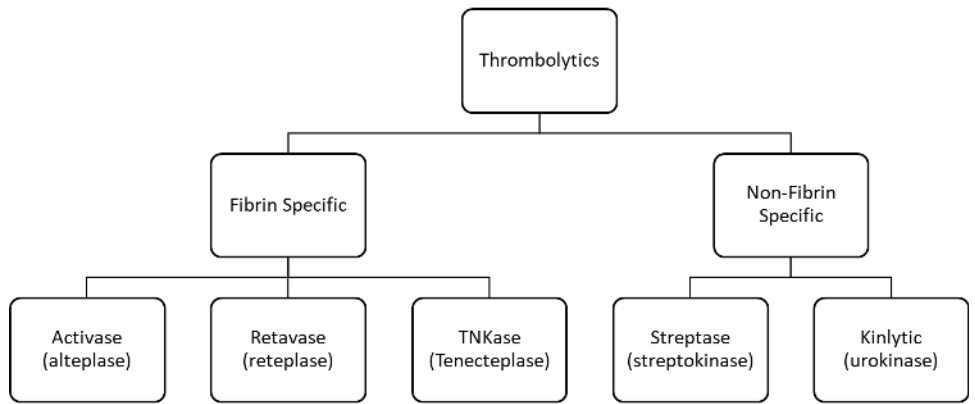 Thrombolytics
Fibrin Specific
Non-Fibrin
Specific
Activase
(alteplase)
Retavase
(reteplase)
TNKase
(Tenecteplase)
Streptase
(streptokinase)
Kinlytic
(urokinase)